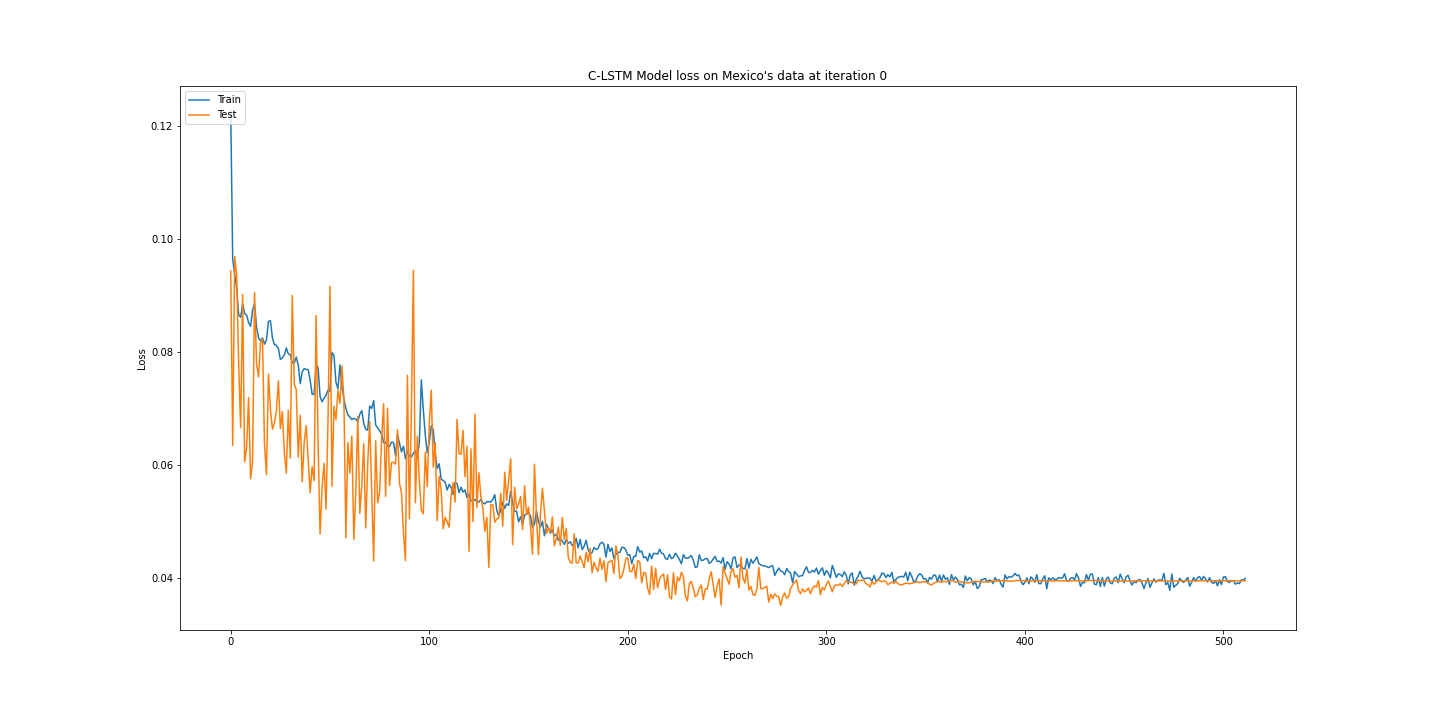 C-LSTM Model loss on Mexico's data at iteration 0
Train
Test
0.12
0.10
0.08
0.06
0.04
Loss
0 100 200 300 400 500
Epoch